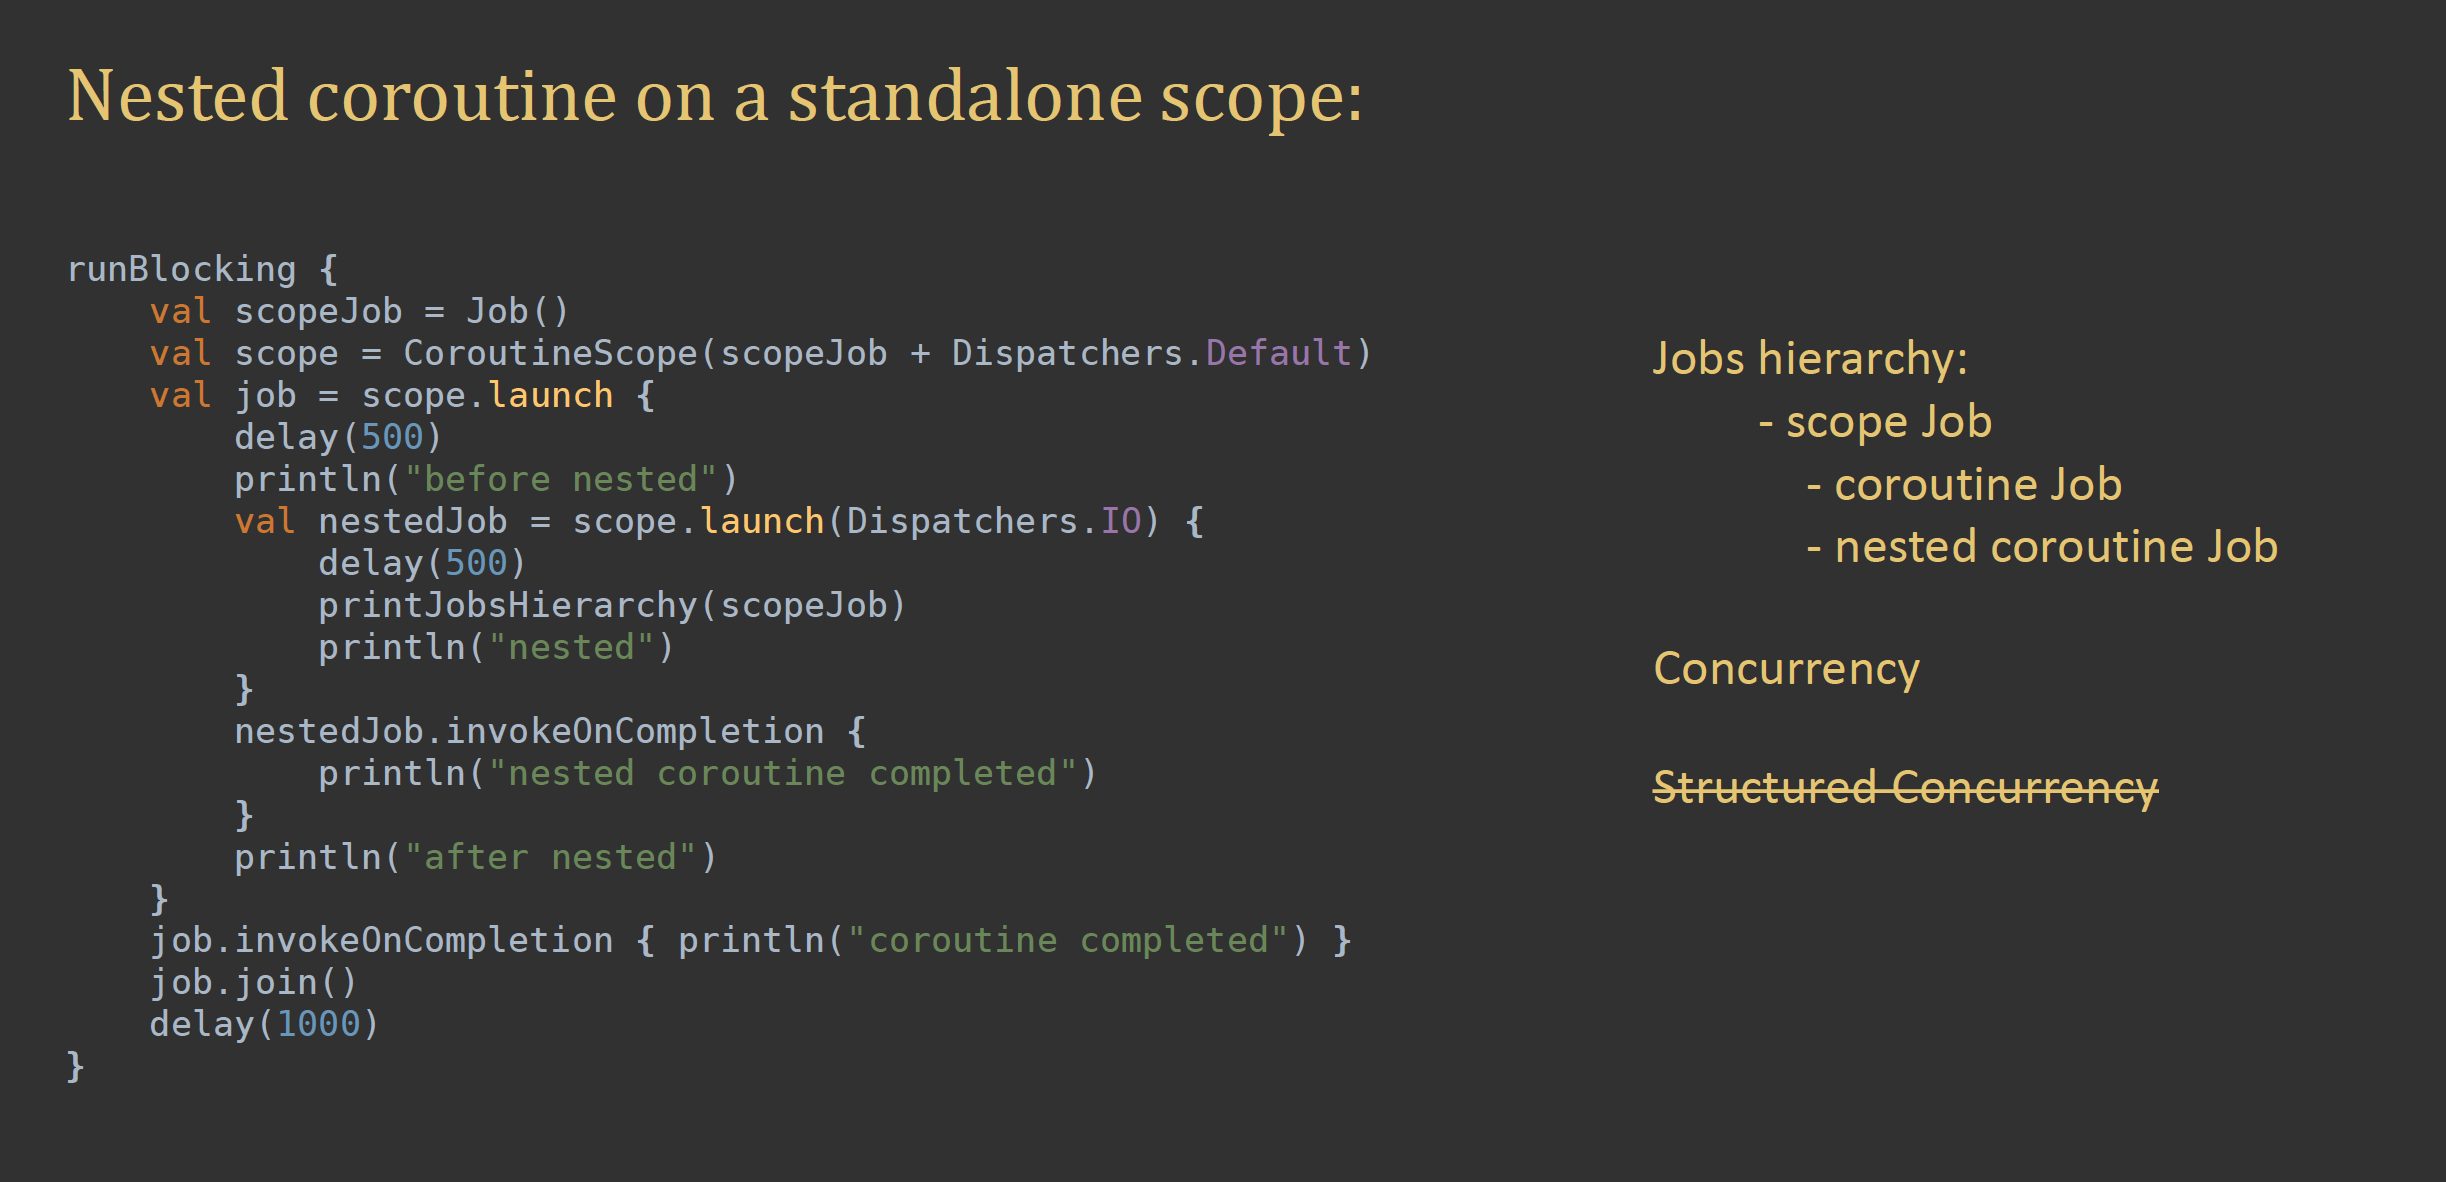 Nested coroutine on a standalone scope:
runBlocking {
    val scopeJob = Job()
    val scope = CoroutineScope(scopeJob + Dispatchers.Default)
    val job = scope.launch {
        delay(500)
        println("before nested")
        val nestedJob = scope.launch(Dispatchers.IO) {
            delay(500)
            printJobsHierarchy(scopeJob)
            println("nested")
        }
        nestedJob.invokeOnCompletion {
            println("nested coroutine completed")
        }
        println("after nested")
    }
    job.invokeOnCompletion { println("coroutine completed") }
    job.join()
    delay(1000)
}
Jobs hierarchy:
- scope Job
- coroutine Job
- nested coroutine Job
Concurrency
Structured Concurrency